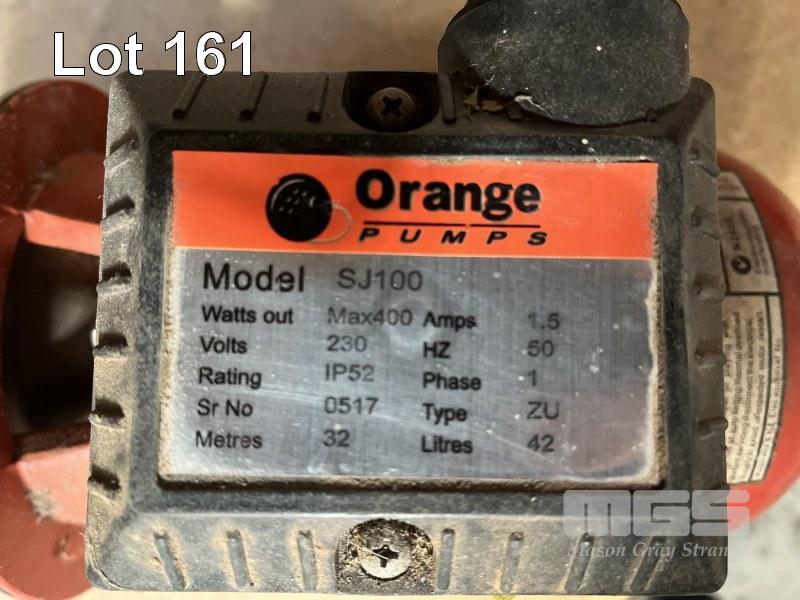 Lot 161
Orange
PUMPS
Model SJ100
Watts out Max400 Amps 1.5
Volts 230 HZ 50
Rating IP52 Phase 1
Sr No 0517 Type ZU
Metres 32 Litres 42
MGS
Mason Gray Stran